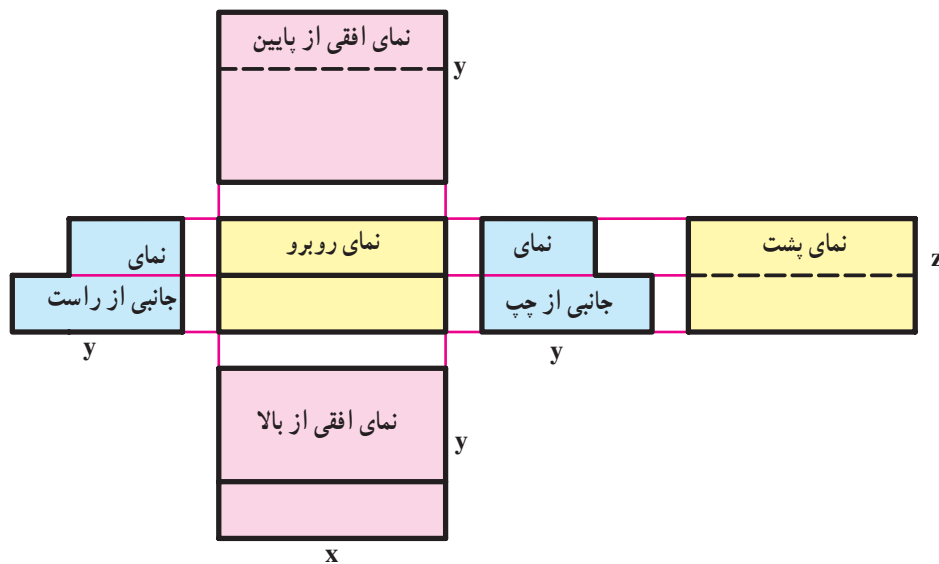 نمای افقی از پایین
y
نمای
جانبی از راست
y
نمای روبرو
نمای
جانبی از چپ
y
نمای پشت
z
نمای افقی از بالا
y
x